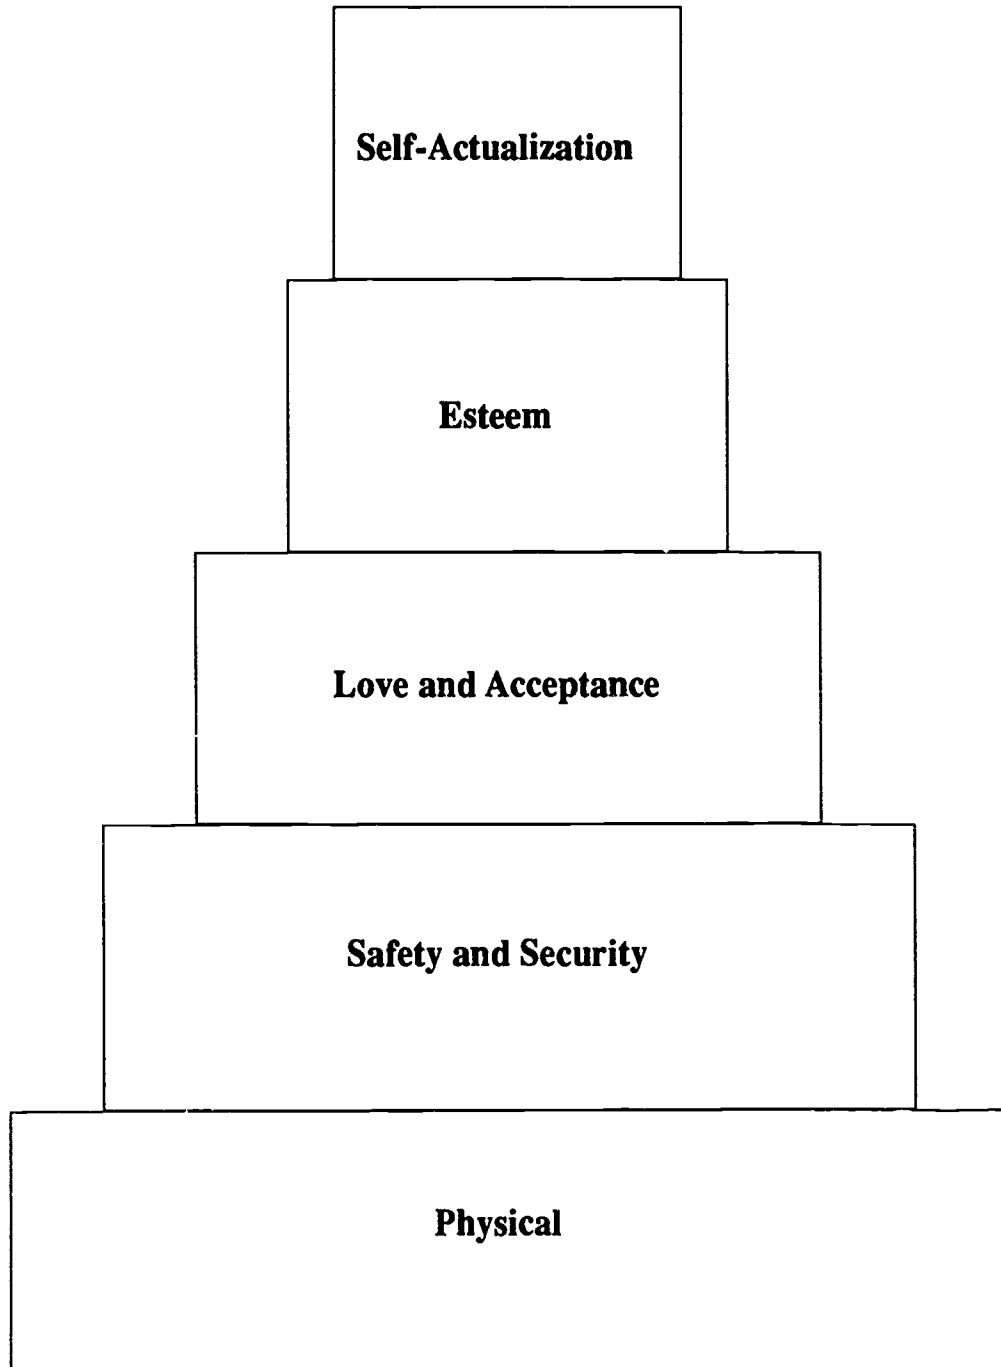 Self-Actualization
Esteem
Love and Acceptance
Safety and Security
Physical